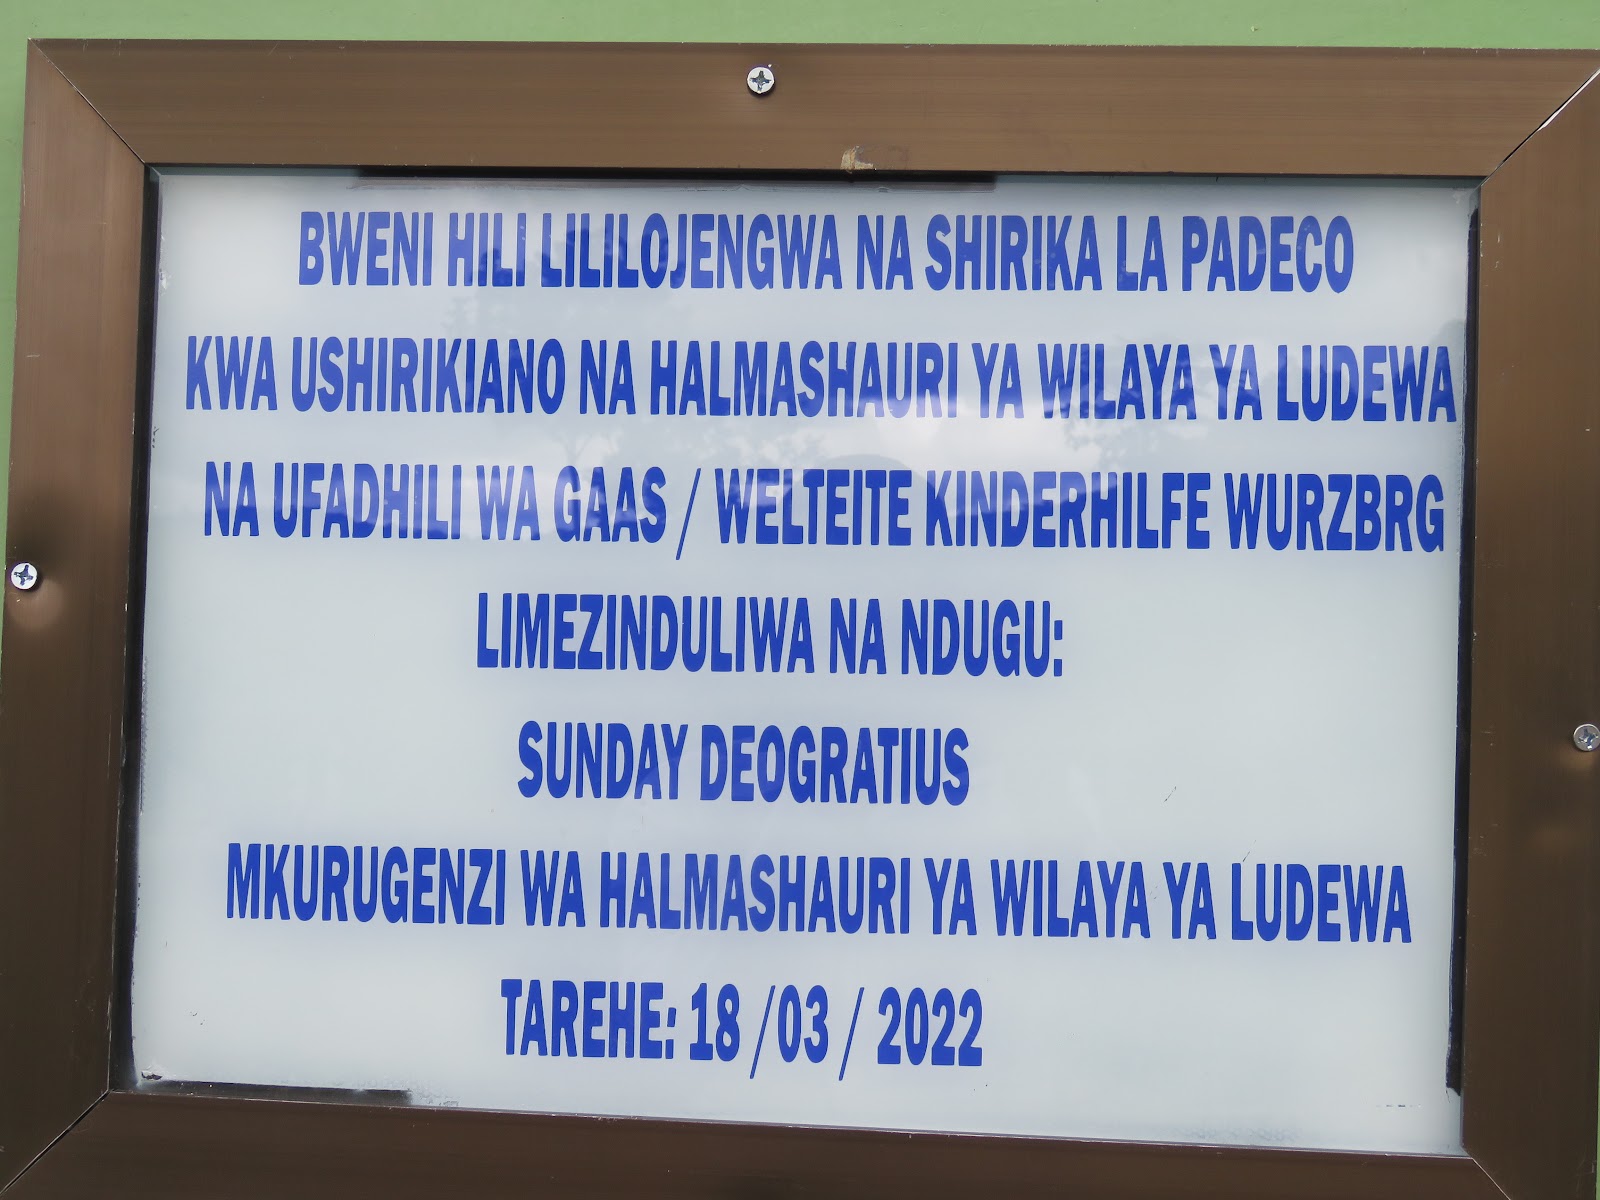 BWENI HILI LILILOJENGWA NA SHIRIKA LA PADECO
KWA USHIRIKIANO NA HALMASHAURI YA WILAYA YA LUDEWA
NA UFADHILI WA GAAS / WELTEITE KINDERHILFE WURZBRG
LIMEZINDULIWA NA NDUGU:
SUNDAY DEOGRATIUS
MKURUGENZI WA HALMASHAURI YA WILAYA YA LUDEWA
TAREHE: 18 /03 / 2022